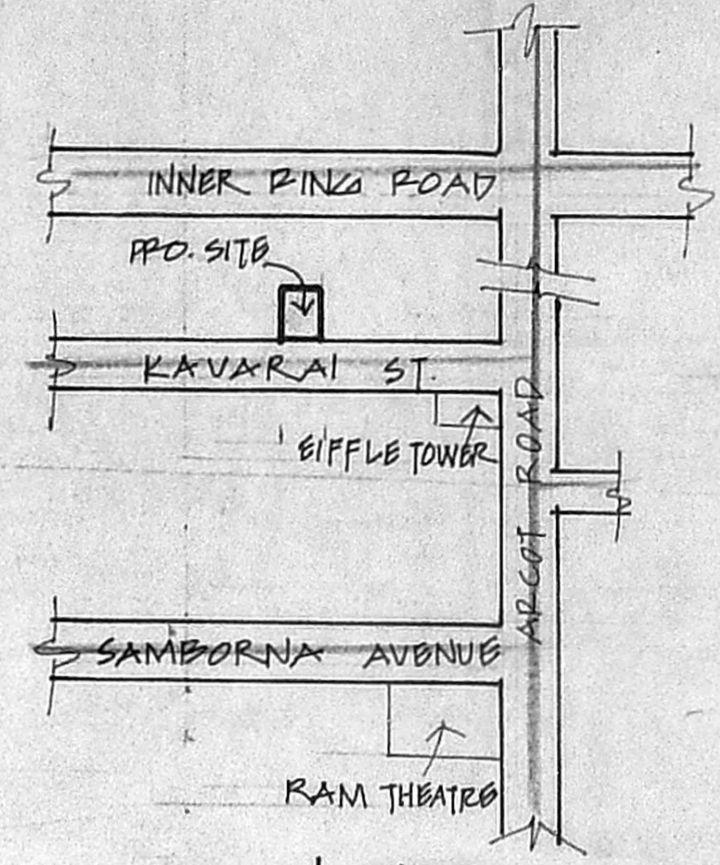 INNER RING ROAD
PRO. SITE
KAVARAI ST.
EIFFLE TOWER
ARCOT ROAD
SAMBORNA AVENUE
RAM THEATRE